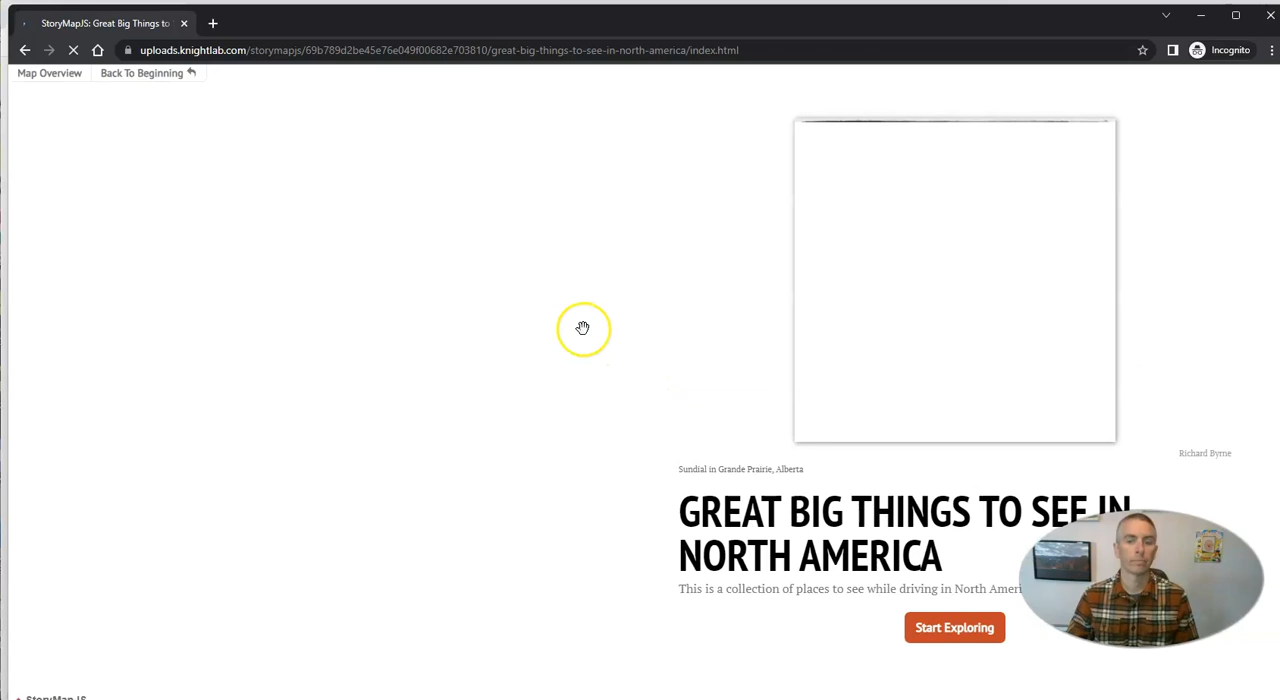 StoryMapJS: Great Big Things to
Incognito
uploads.knightlab.com/storymapjs/69b789d2be45e76e049f00682e703810/great-big-things-to-see-in-north-america/index.html
Map Overview
Back To Beginning
Richard Byrne
Sundial in Grande Prairie, Alberta
GREAT BIG THINGS TO SEE IN
NORTH AMERICA
This is a collection of places to see while driving in North Ameri
Start Exploring
StoryMap JS